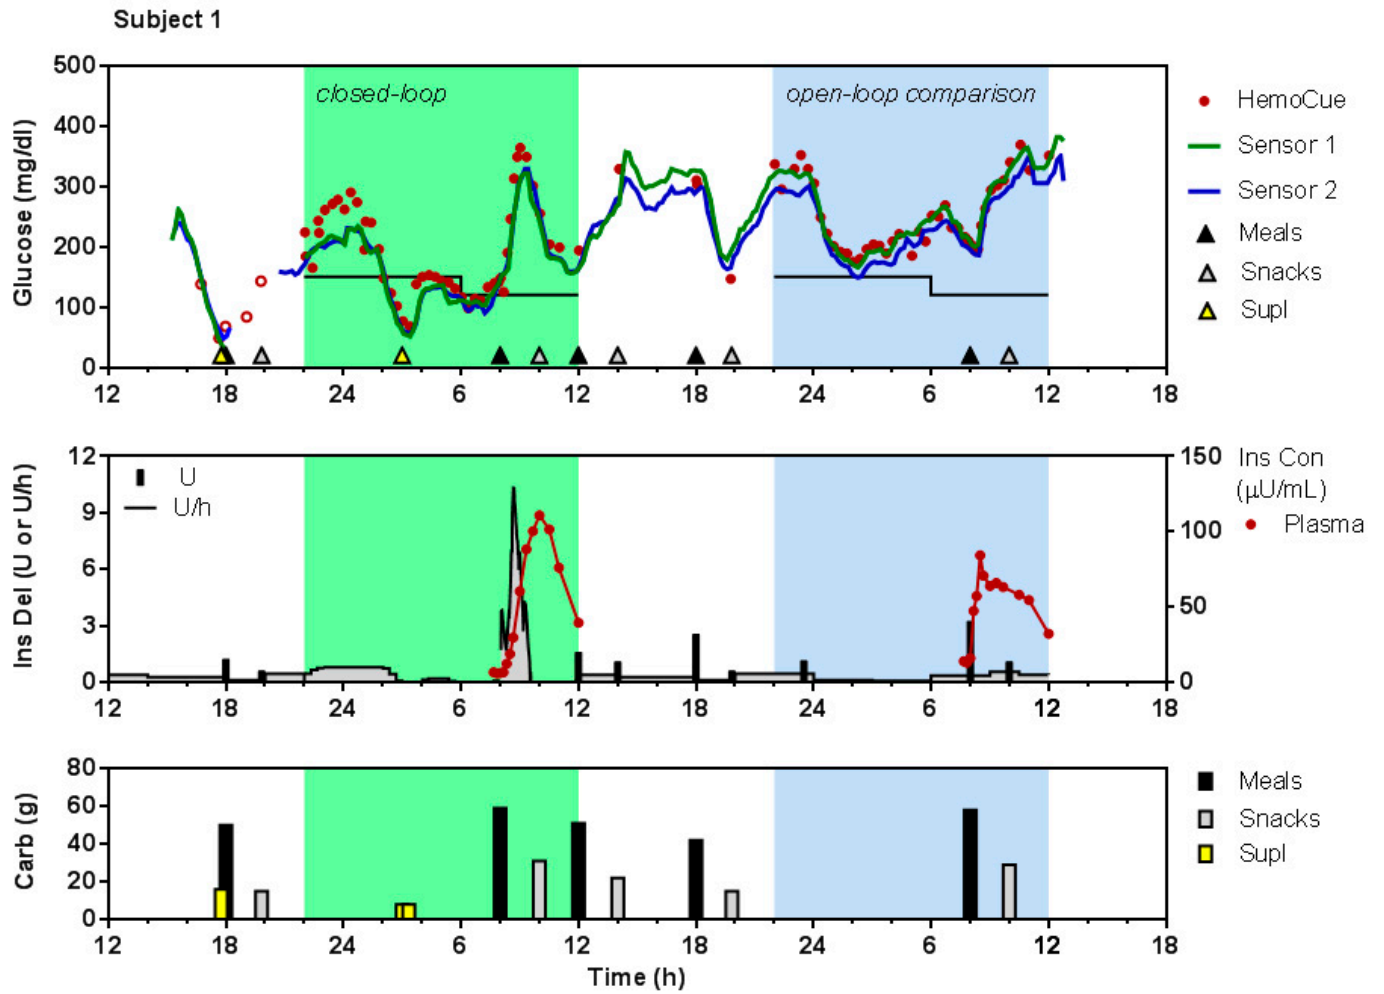 Subject 1
Glucose (mg/dl)
500
400
300
200
100
0
closed-loop
open-loop comparison
HemoCue
Sensor 1
Sensor 2
Meals
Snacks
Supl
12 18 24 6 12 18 24 6 12 18
Ins Del (U or U/h)
12
9
6
3
0
U
U/h
150
100
50
0
Ins Con
(µU/mL)
Plasma
12 18 24 6 12 18 24 6 12 18
Carb (g)
80
60
40
20
0
Meals
Snacks
Supl
12 18 24 6 12 18 24 6 12 18
Time (h)